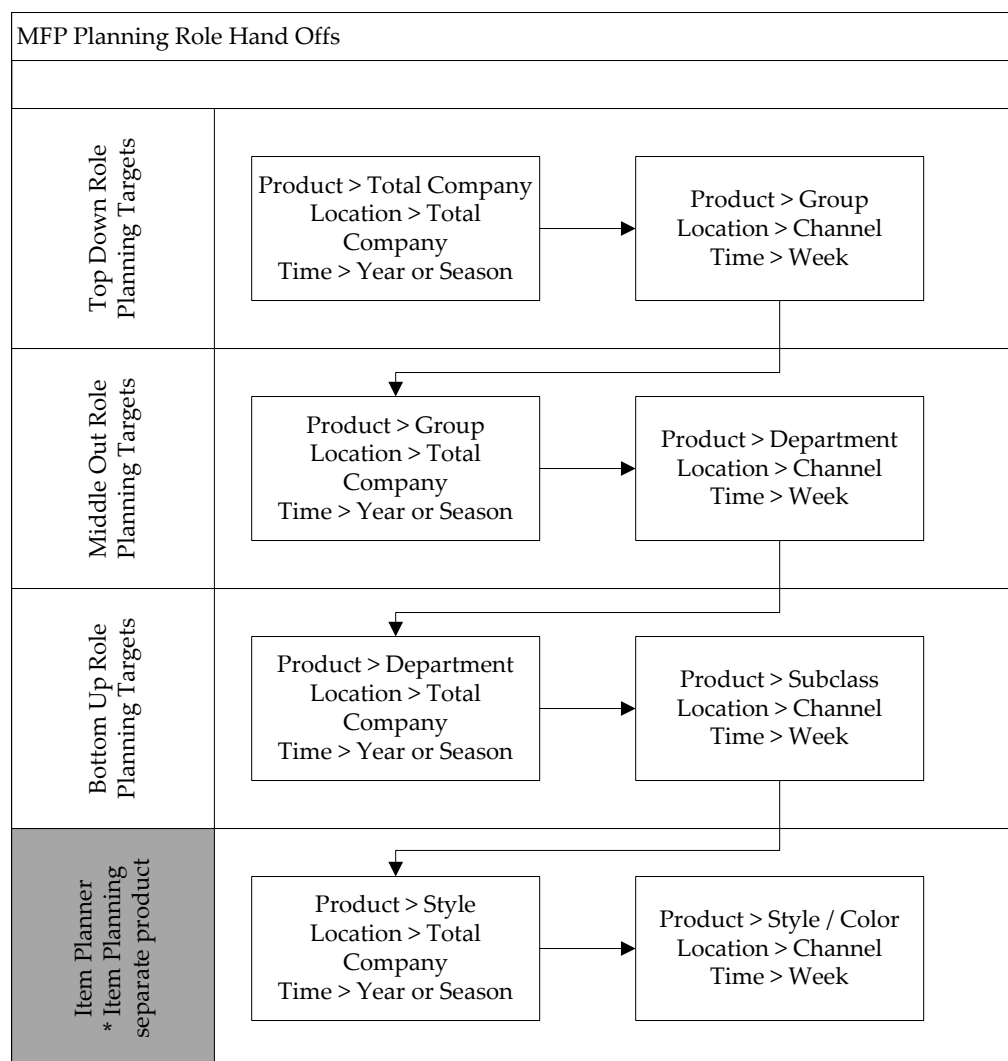 MFP Planning Role Hand Offs
Top Down Role
Planning Targets
Product > Total Company
Location > Total
Company
Time > Year or Season
Product > Group
Location > Channel
Time > Week
Middle Out Role
Planning Targets
Product > Group
Location > Total
Company
Time > Year or Season
Product > Department
Location > Channel
Time > Week
Bottom Up Role
Planning Targets
Product > Department
Location > Total
Company
Time > Year or Season
Product > Subclass
Location > Channel
Time > Week
Item Planner
* Item Planning
separate product
Product > Style
Location > Total
Company
Time > Year or Season
Product > Style / Color
Location > Channel
Time > Week